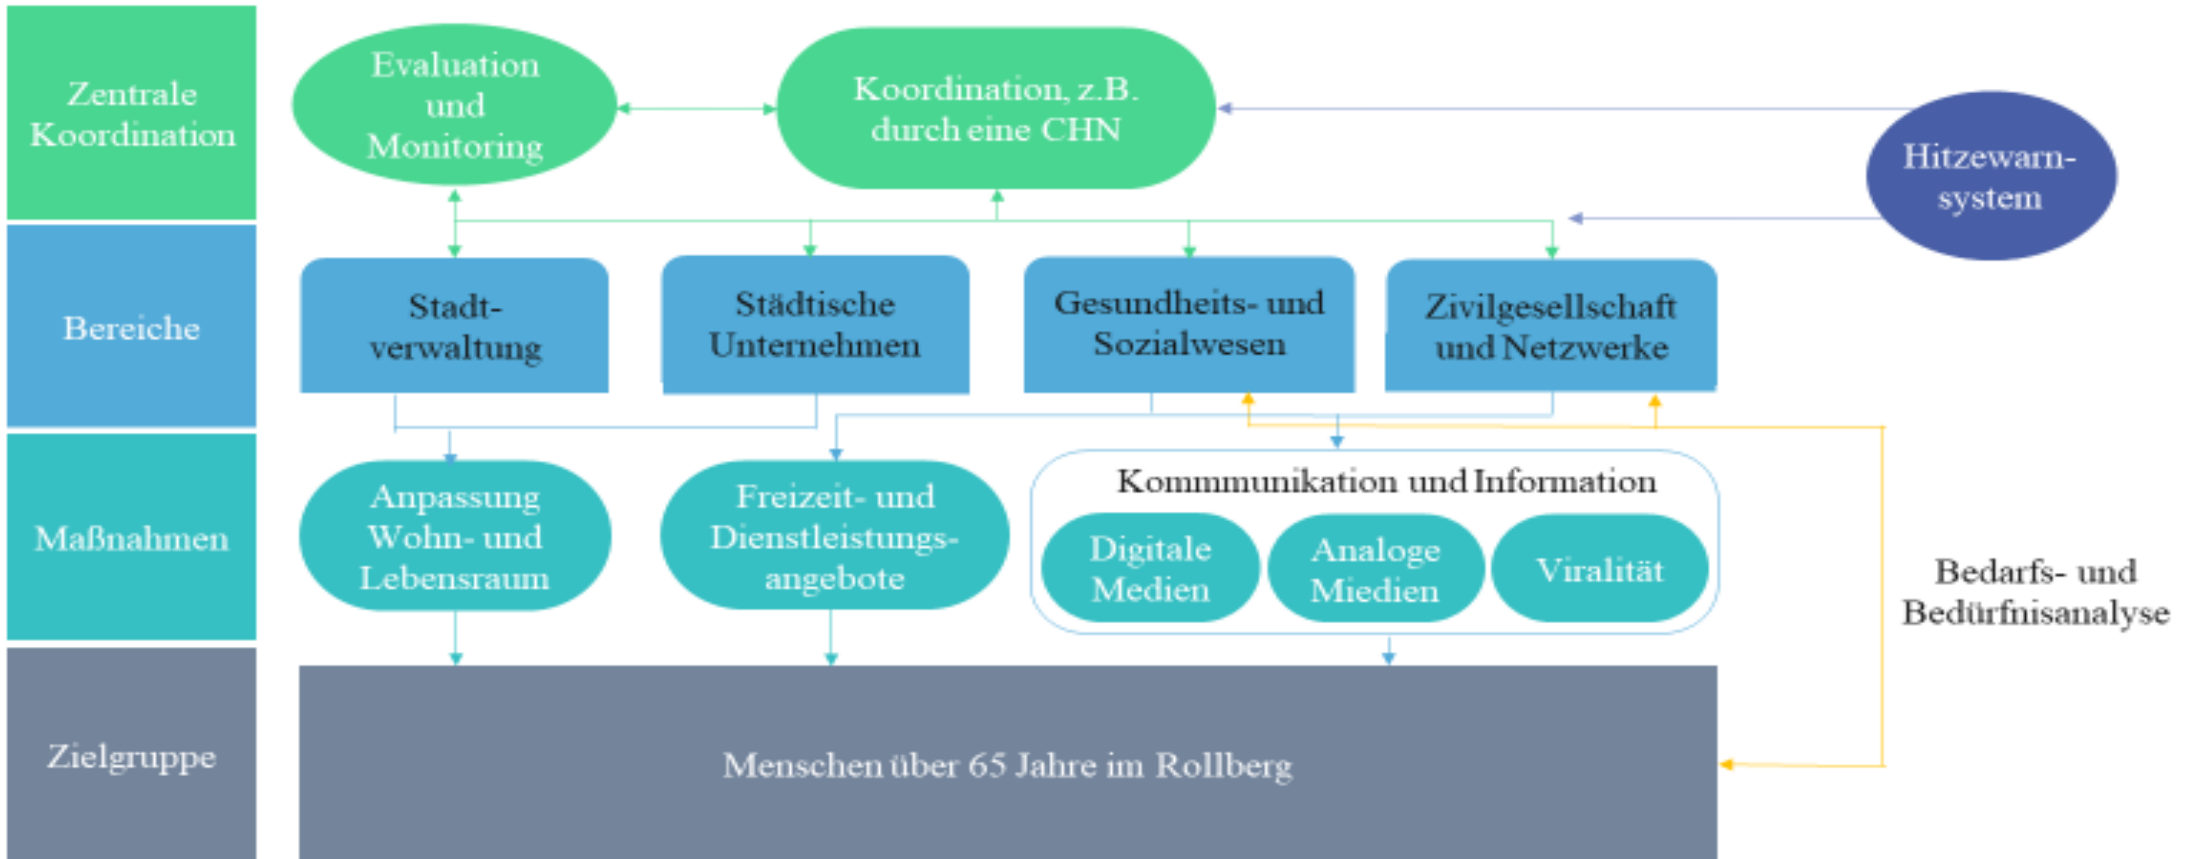 Zentrale
Koordination
Evaluation
und
Monitoring
Koordination, z.B.
durch eine CHN
Hitzewarn-
system
Bereiche
Stadt-
verwaltung
Städtische
Unternehmen
Gesundheits- und
Sozialwesen
Zivilgesellschaft
und Netzwerke
Maßnahmen
Anpassung
Wohn- und
Lebensraum
Freizeit- und
Dienstleistungs-
angebote
Kommmunikation und Information
Digitale
Medien
Analoge
Miedien
Viralität
Bedarfs- und
Bedürfnisanalyse
Zielgruppe
Menschen über 65 Jahre im Rollberg